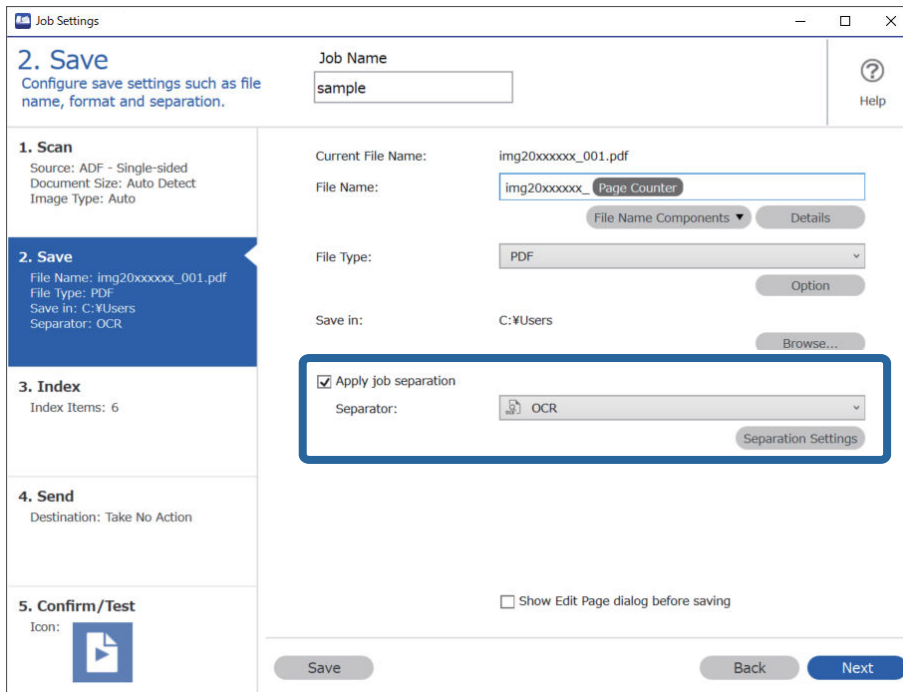 Job Settings
2. Save
Configure save settings such as file
name, format and separation.
Job Name
sample
?
Help
1. Scan
Source: ADF - Single-sided
Document Size: Auto Detect
Image Type: Auto
2. Save
File Name: img20xxxxxx_001.pdf
File Type: PDF
Save in: C:¥Users
Separator: OCR
3. Index
Index Items: 6
4. Send
Destination: Take No Action
5. Confirm/Test
Icon:
Current File Name: img20xxxxxx_001.pdf
File Name: img20xxxxxx_ Page Counter
File Name Components ▼ Details
File Type: PDF
Option
Save in: C:¥Users
Browse...
Apply job separation
Separator: OCR
Separation Settings
Show Edit Page dialog before saving
Save Back Next